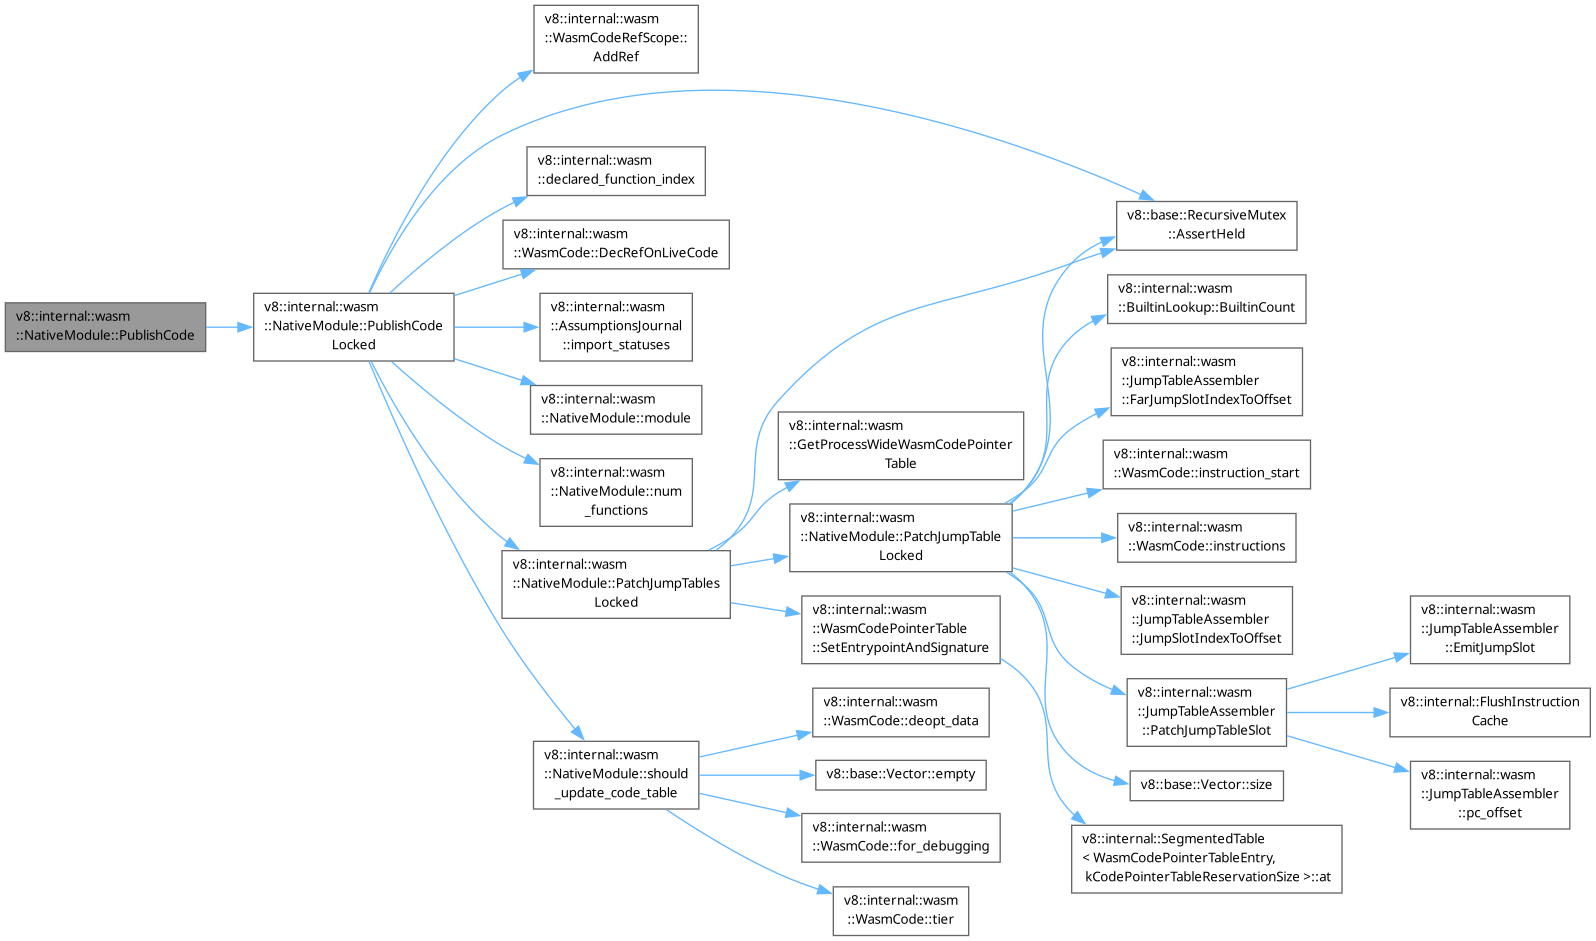 v8::internal::wasm
::NativeModule::PublishCode
v8::internal::wasm
::NativeModule::PublishCode
Locked
v8::internal::wasm
::WasmCodeRefScope::
AddRef
v8::internal::wasm
::declared_function_index
v8::internal::wasm
::WasmCode::DecRefOnLiveCode
v8::internal::wasm
::AssumptionsJournal
::import_statuses
v8::internal::wasm
::NativeModule::module
v8::internal::wasm
::NativeModule::num
_functions
v8::internal::wasm
::NativeModule::PatchJumpTables
Locked
v8::internal::wasm
::NativeModule::should
_update_code_table
v8::internal::wasm
::GetProcessWideWasmCodePointer
Table
v8::internal::wasm
::NativeModule::PatchJumpTable
Locked
v8::internal::wasm
::WasmCodePointerTable
::SetEntrypointAndSignature
v8::internal::wasm
::WasmCode::deopt_data
v8::base::Vector::empty
v8::internal::wasm
::WasmCode::for_debugging
v8::internal::wasm
::WasmCode::tier
v8::base::RecursiveMutex
::AssertHeld
v8::internal::wasm
::BuiltinLookup::BuiltinCount
v8::internal::wasm
::JumpTableAssembler
::FarJumpSlotIndexToOffset
v8::internal::wasm
::WasmCode::instruction_start
v8::internal::wasm
::WasmCode::instructions
v8::internal::wasm
::JumpTableAssembler
::JumpSlotIndexToOffset
v8::internal::wasm
::JumpTableAssembler
::PatchJumpTableSlot
v8::base::Vector::size
v8::internal::SegmentedTable
< WasmCodePointerTableEntry,
kCodePointerTableReservationSize >::at
v8::internal::wasm
::JumpTableAssembler
::EmitJumpSlot
v8::internal::FlushInstruction
Cache
v8::internal::wasm
::JumpTableAssembler
::pc_offset